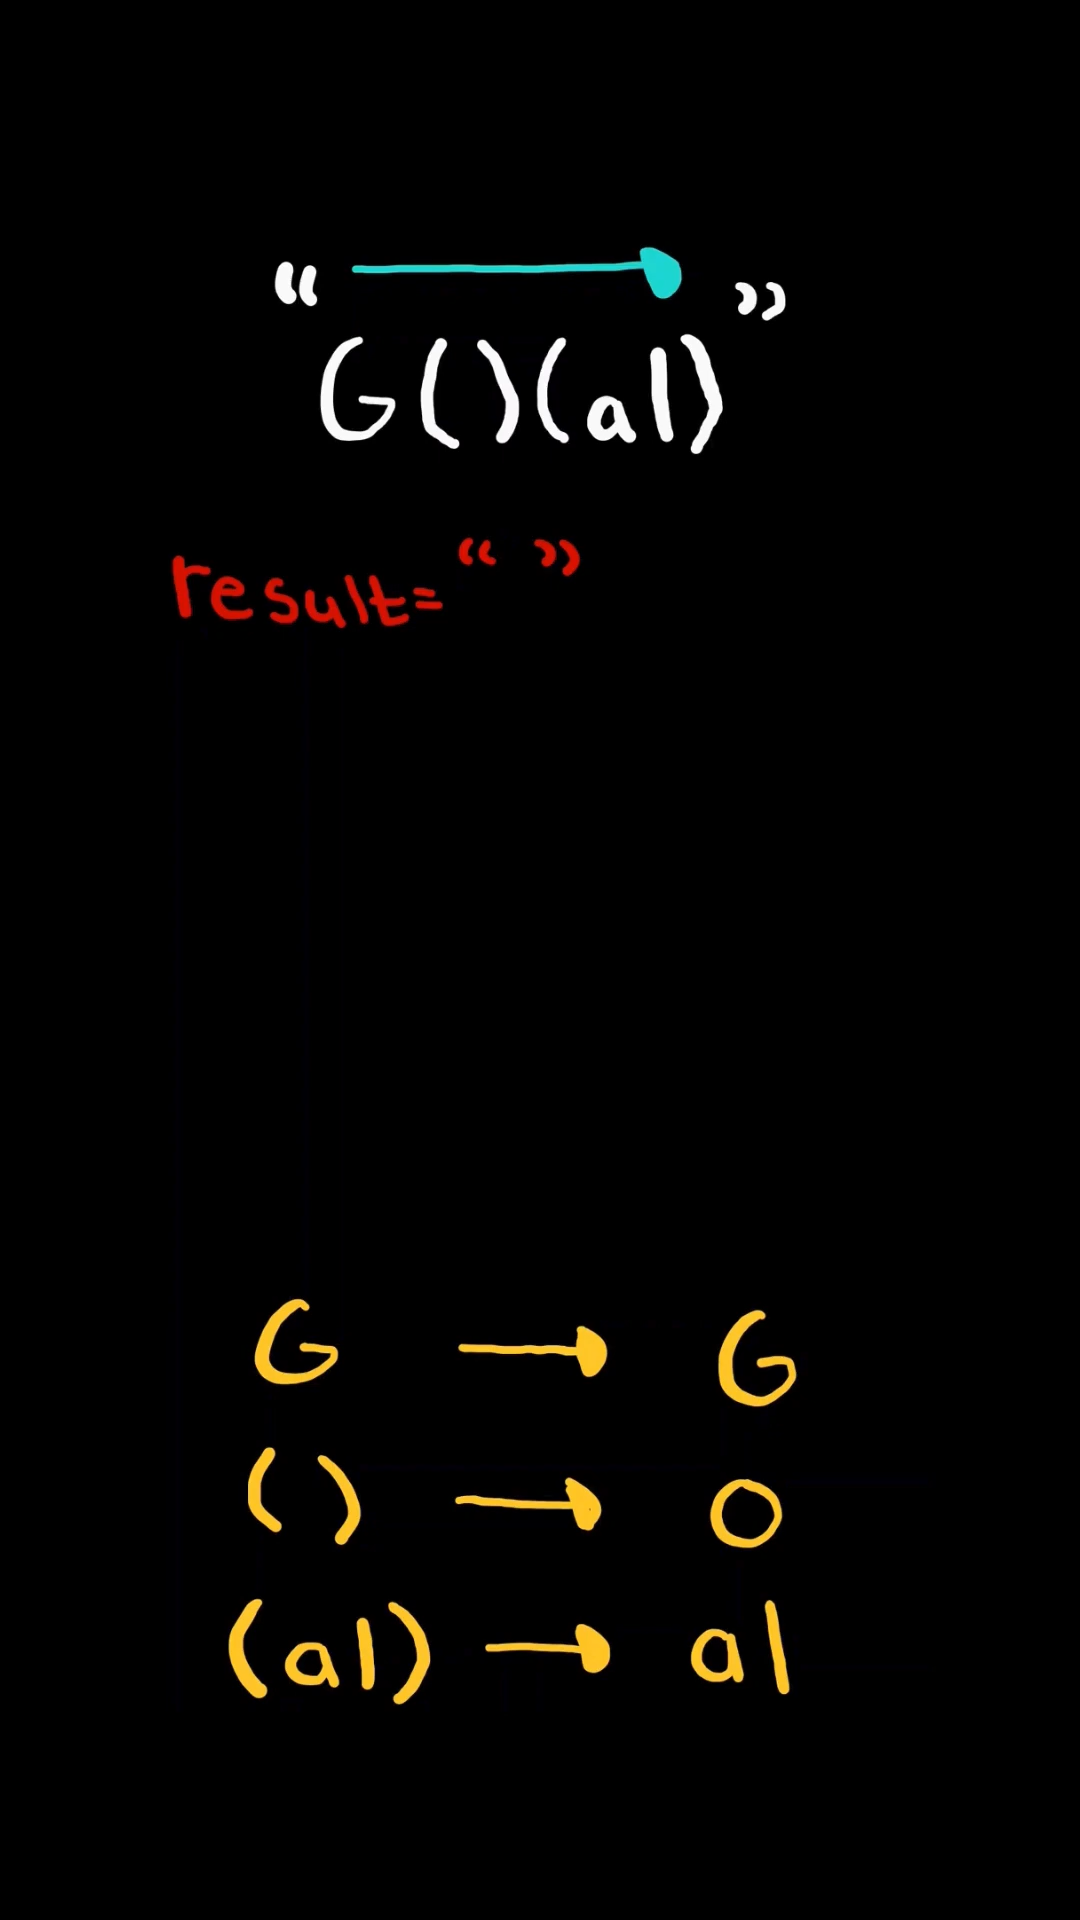 “ ”
G()(al)
result=“ ”
G → G
() → o
(al) → al